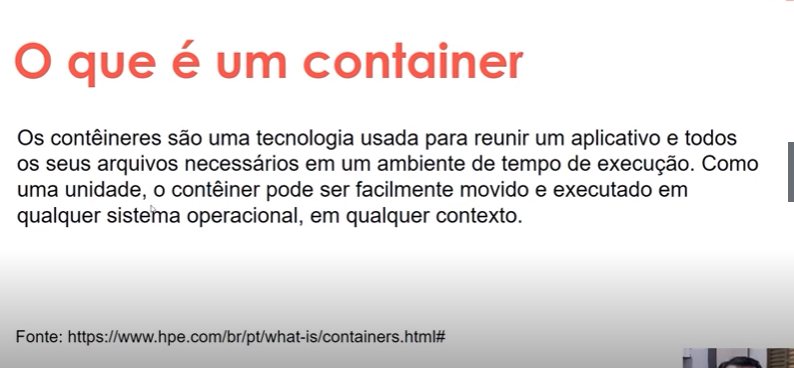 O que é um container
Os contêineres são uma tecnologia usada para reunir um aplicativo e todos
os seus arquivos necessários em um ambiente de tempo de execução. Como
uma unidade, o contêiner pode ser facilmente movido e executado em
qualquer sistema operacional, em qualquer contexto.
Fonte: https://www.hpe.com/br/pt/what-is/containers.html#